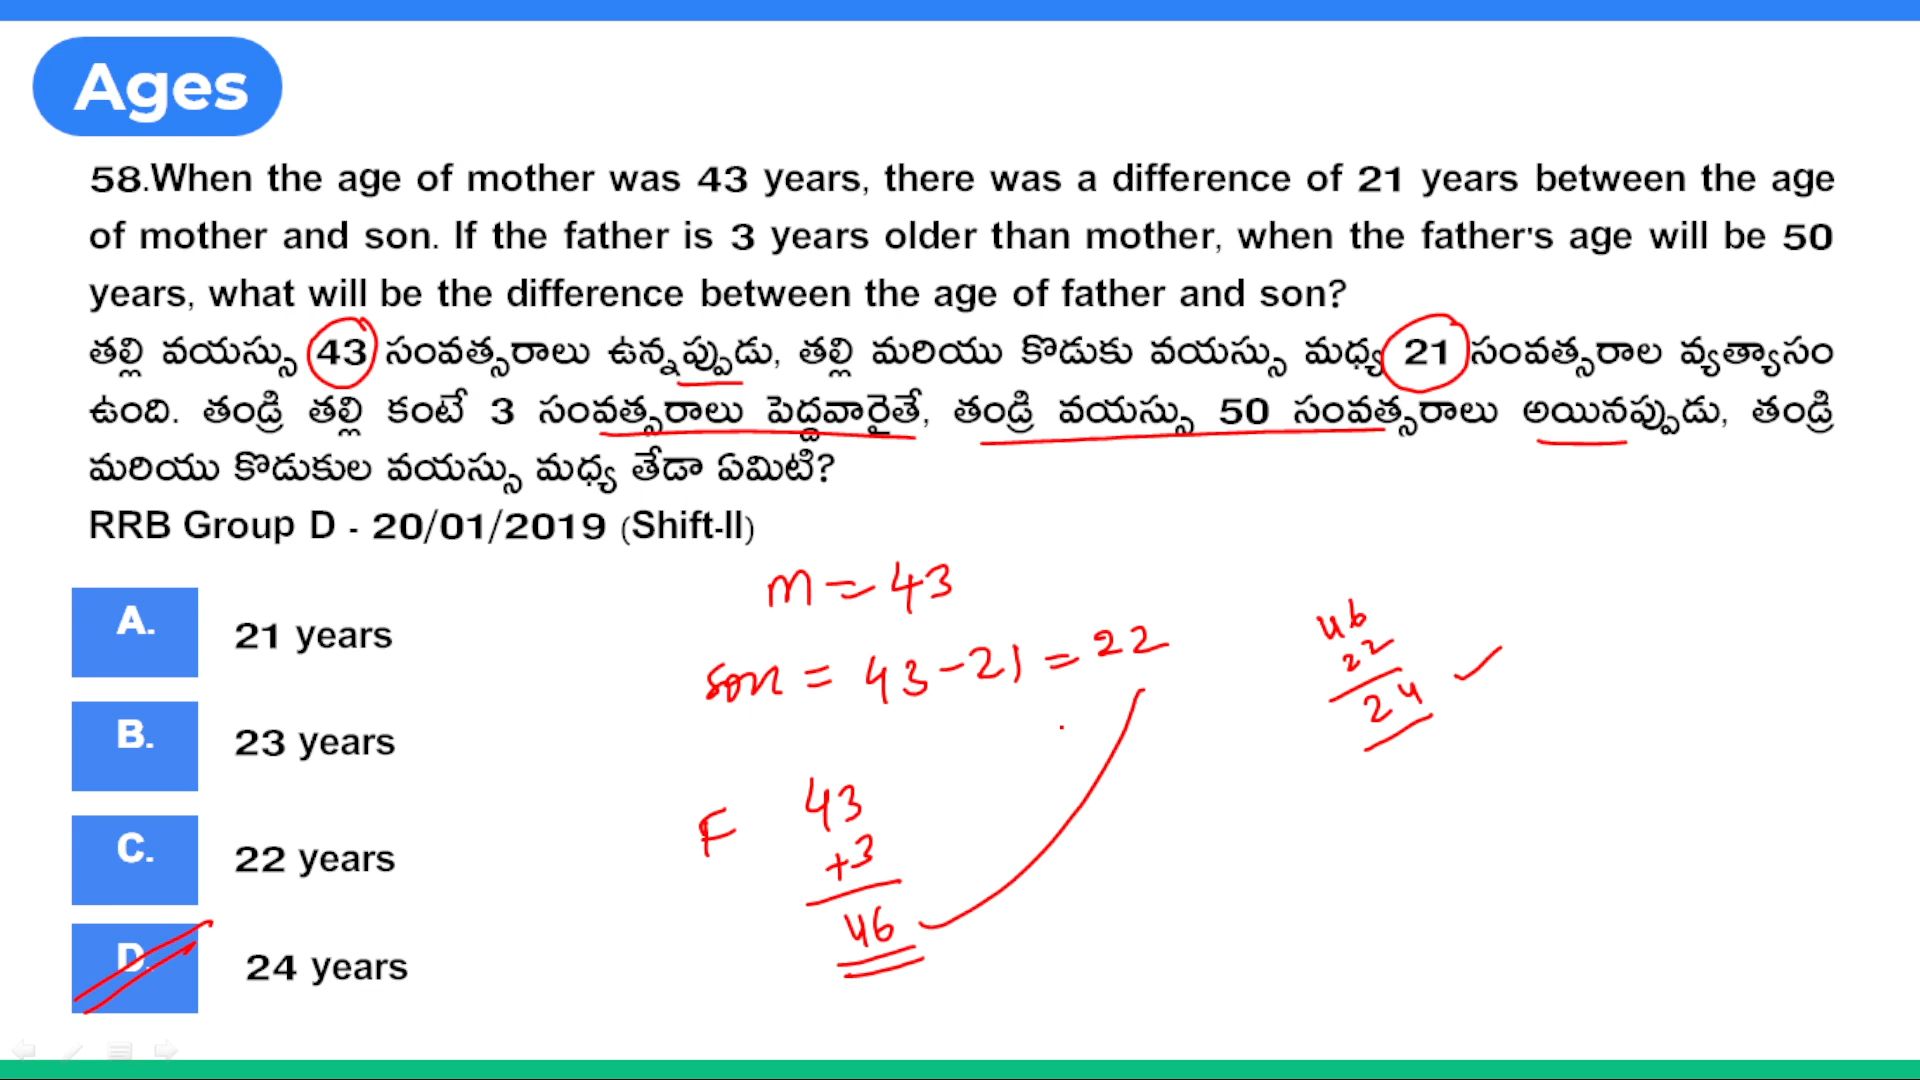 Ages
58.When the age of mother was 43 years, there was a difference of 21 years between the age
of mother and son. If the father is 3 years older than mother, when the father's age will be 50
years, what will be the difference between the age of father and son?
తల్లి వయస్సు 43 సంవత్సరాలు ఉన్నప్పుడు, తల్లి మరియు కొడుకు వయస్సు మధ్య 21 సంవత్సరాల వ్యత్యాసం
ఉంది. తండ్రి తల్లి కంటే 3 సంవత్సరాలు పెద్దవారైతే, తండ్రి వయస్సు 50 సంవత్సరాలు అయినప్పుడు, తండ్రి
మరియు కొడుకుల వయస్సు మధ్య తేడా ఏమిటి?
RRB Group D - 20/01/2019 (Shift-II)
A. 21 years
B. 23 years
C. 22 years
D. 24 years
m = 43
son = 43 - 21 = 22
F 43
+3
46
46
22
24